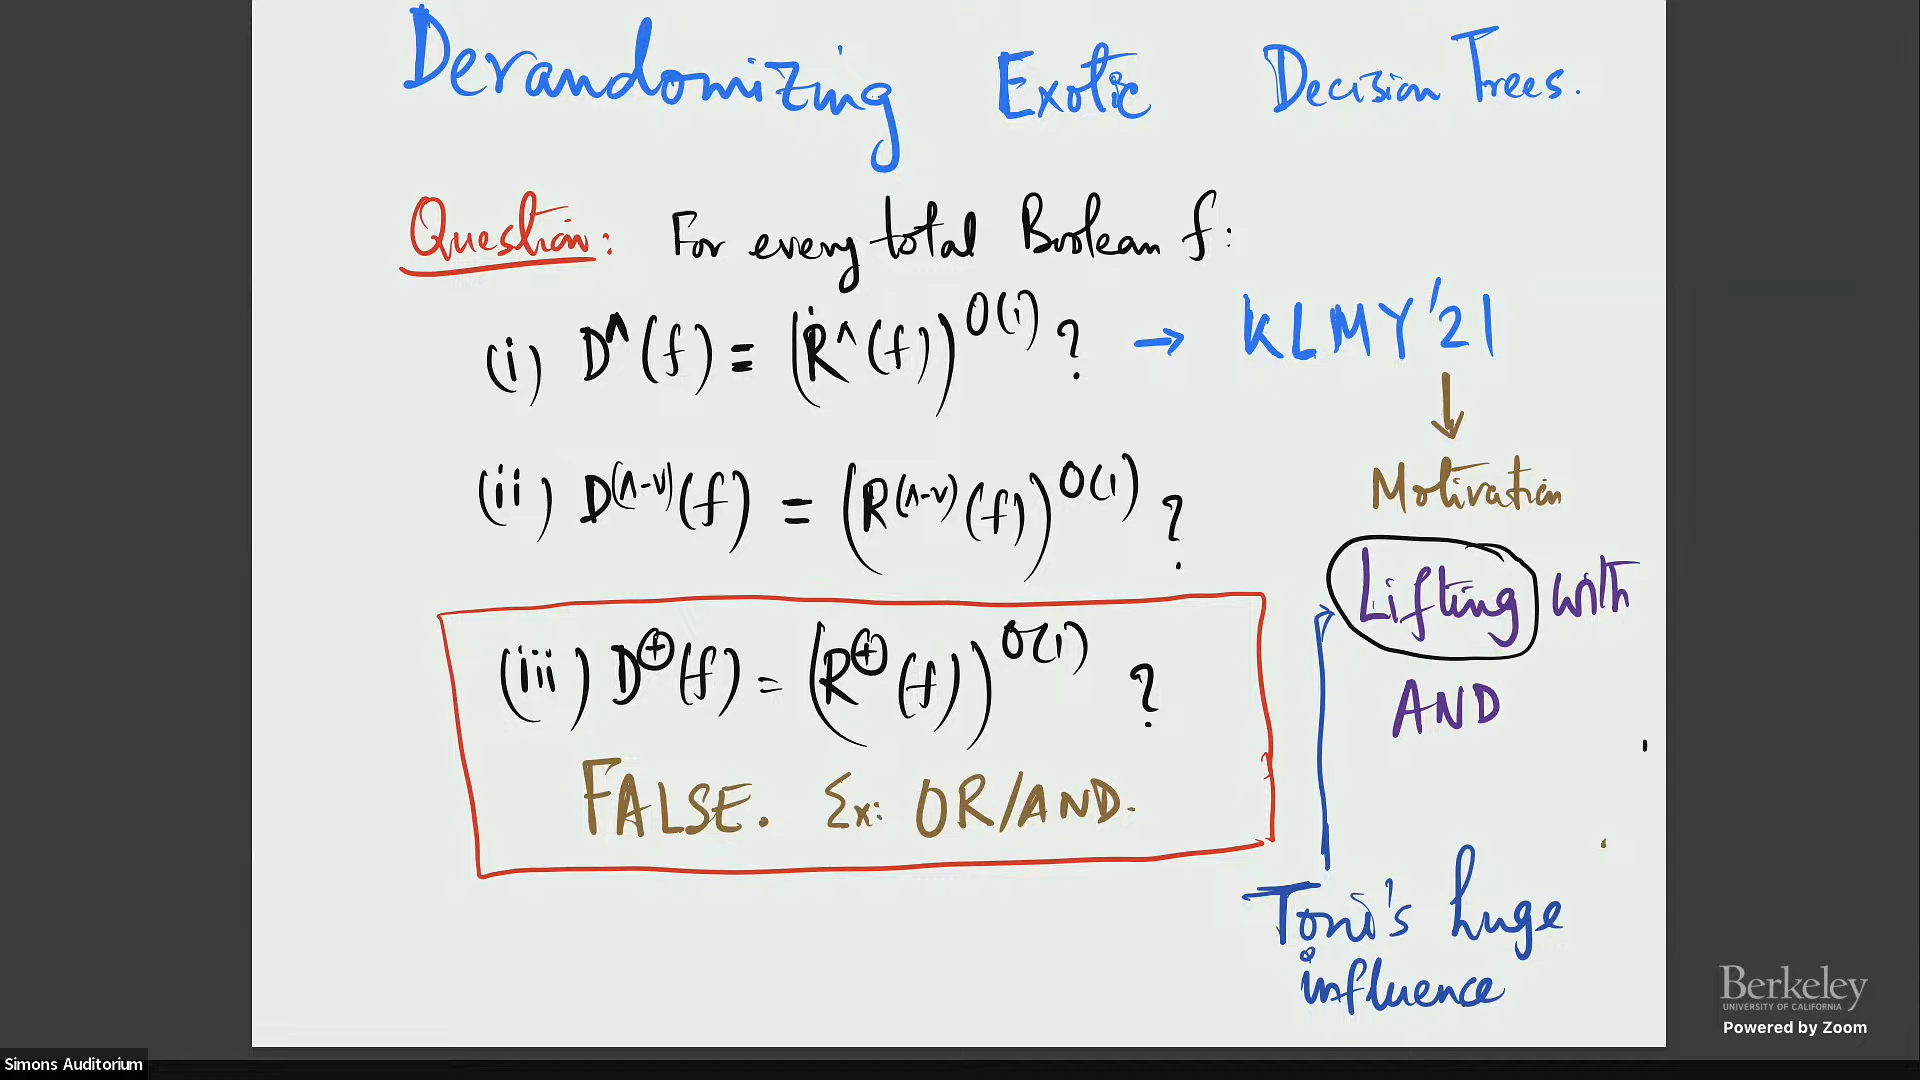 Derandomizing Exotic Decision Trees.
Question: For every total Boolean f:
(i) D^∧(f) = (R^∧(f))^O(1) ? → KLMY'21
↓
Motivation
(ii) D^(∧-∨)(f) = (R^(∧-∨)(f))^O(1) ?
Lifting with
AND
(iii) D^⊕(f) = (R^⊕(f))^O(1) ?
FALSE. Ex: OR/AND.
Toni's huge
influence
Berkeley
UNIVERSITY OF CALIFORNIA
Powered by Zoom
Simons Auditorium